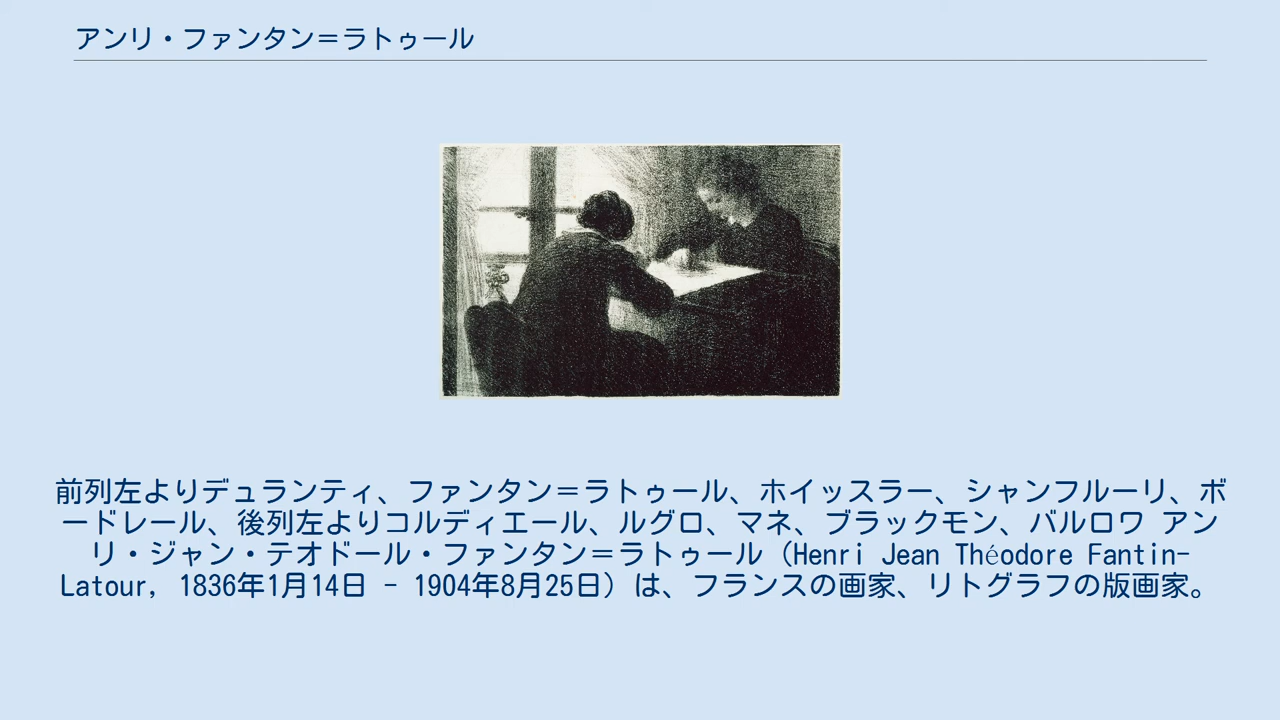 アンリ・ファンタン＝ラトゥール
前列左よりデュランティ、ファンタン＝ラトゥール、ホイッスラー、シャンフルーリ、ボ
ードレール、後列左よりコルディエール、ルグロ、マネ、ブラックモン、バルロワ アン
リ・ジャン・テオドール・ファンタン＝ラトゥール（Henri Jean Théodore Fantin-
Latour, 1836年1月14日 - 1904年8月25日）は、フランスの画家、リトグラフの版画家。